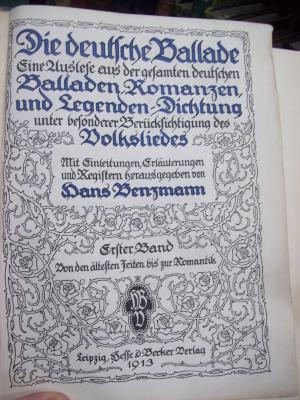 Die deutsche Ballade
Eine Auslese aus der gesamten deutschen
Balladen, Romanzen,
und Legenden-Dichtung
unter besonderer Berücksichtigung des
Volksliedes
Mit Einleitungen, Erläuterungen
und Registern herausgegeben von
Hans Benzmann
Erster Band
Von den ältesten Zeiten bis zur Romantik
Leipzig, Hesse & Becker Verlag
1913